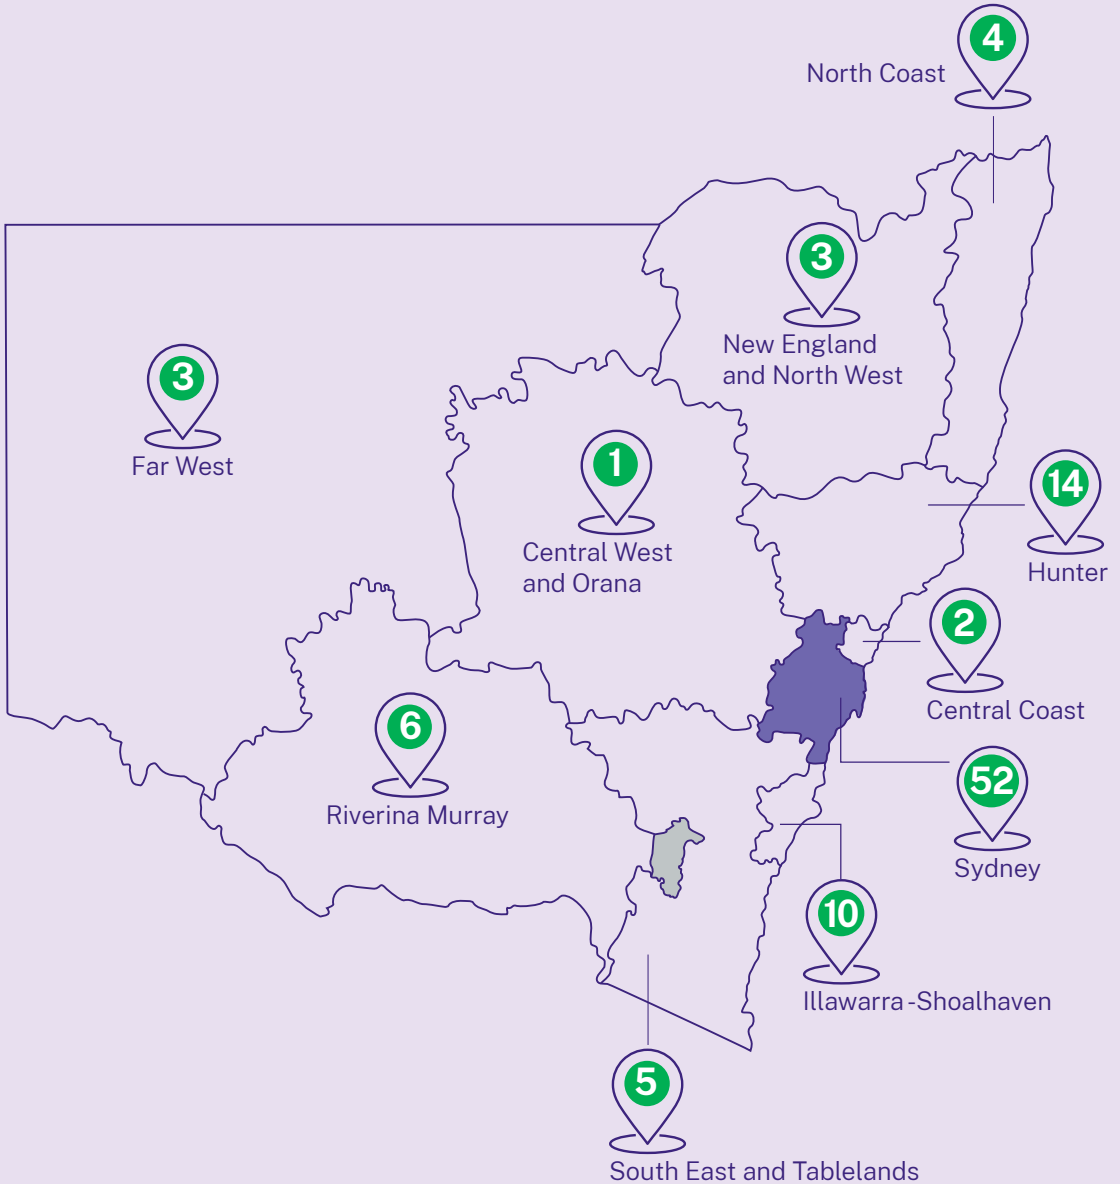 4
North Coast
3
New England
and North West
3
Far West
1
Central West
and Orana
14
Hunter
2
Central Coast
6
Riverina Murray
52
Sydney
10
Illawarra-Shoalhaven
5
South East and Tablelands